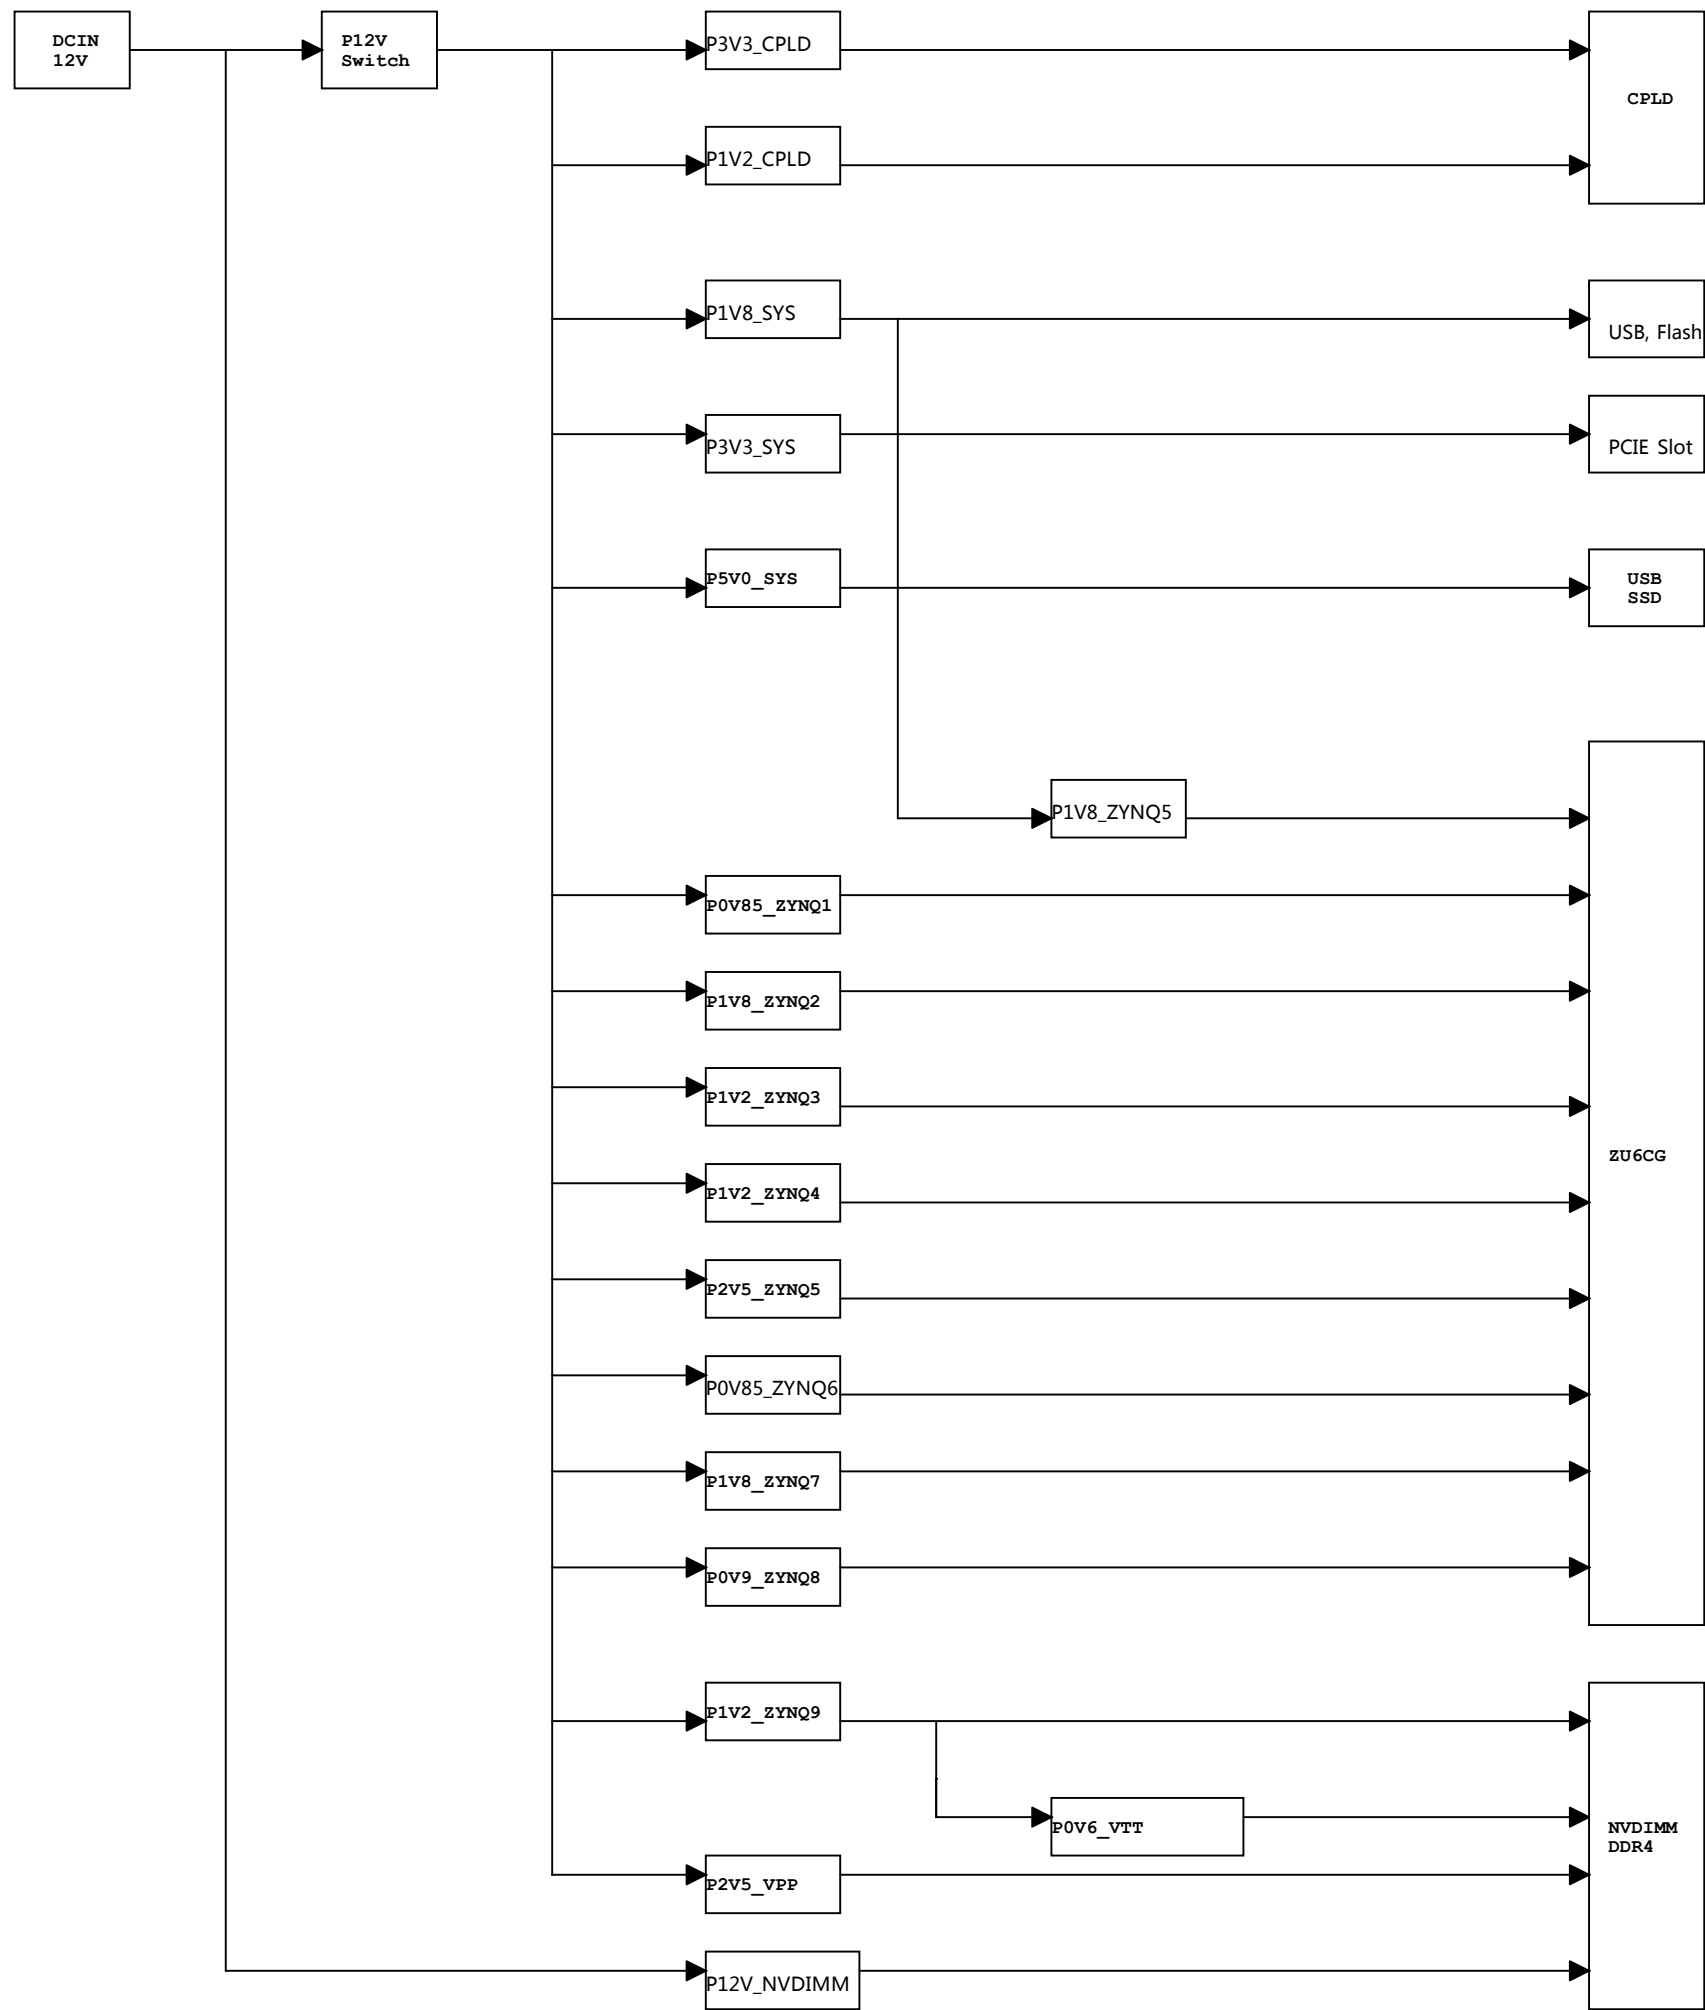 DCIN
12V
P12V
Switch
P3V3_CPLD
CPLD
P1V2_CPLD
P1V8_SYS
USB, Flash
P3V3_SYS
PCIE Slot
P5V0_SYS
USB
SSD
P1V8_ZYNQ5
P0V85_ZYNQ1
P1V8_ZYNQ2
P1V2_ZYNQ3
ZU6CG
P1V2_ZYNQ4
P2V5_ZYNQ5
P0V85_ZYNQ6
P1V8_ZYNQ7
P0V9_ZYNQ8
P1V2_ZYNQ9
P0V6_VTT
NVDIMM
DDR4
P2V5_VPP
P12V_NVDIMM